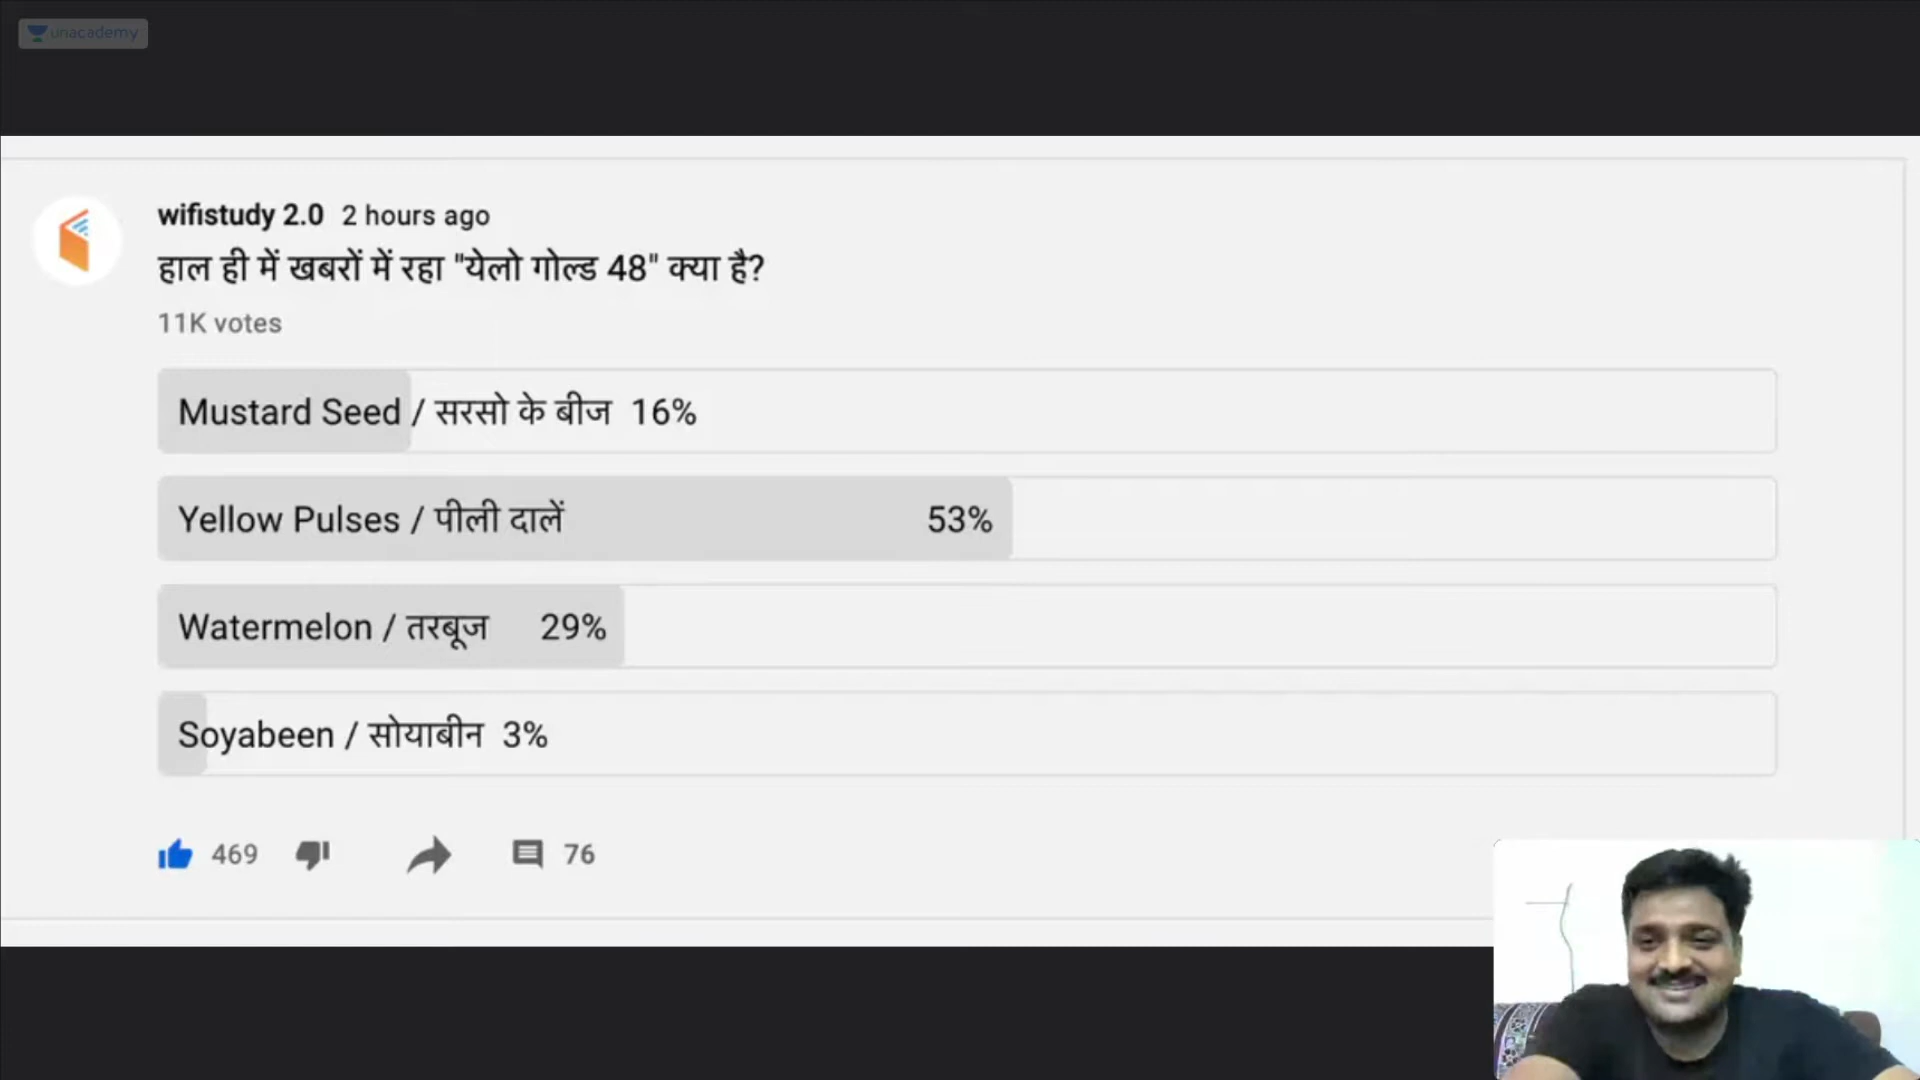 unacademy
wifistudy 2.0 2 hours ago
हाल ही में खबरों में रहा "येलो गोल्ड 48" क्या है?
11K votes
Mustard Seed / सरसो के बीज 16%
Yellow Pulses / पीली दालें 53%
Watermelon / तरबूज 29%
Soyabeen / सोयाबीन 3%
469 76